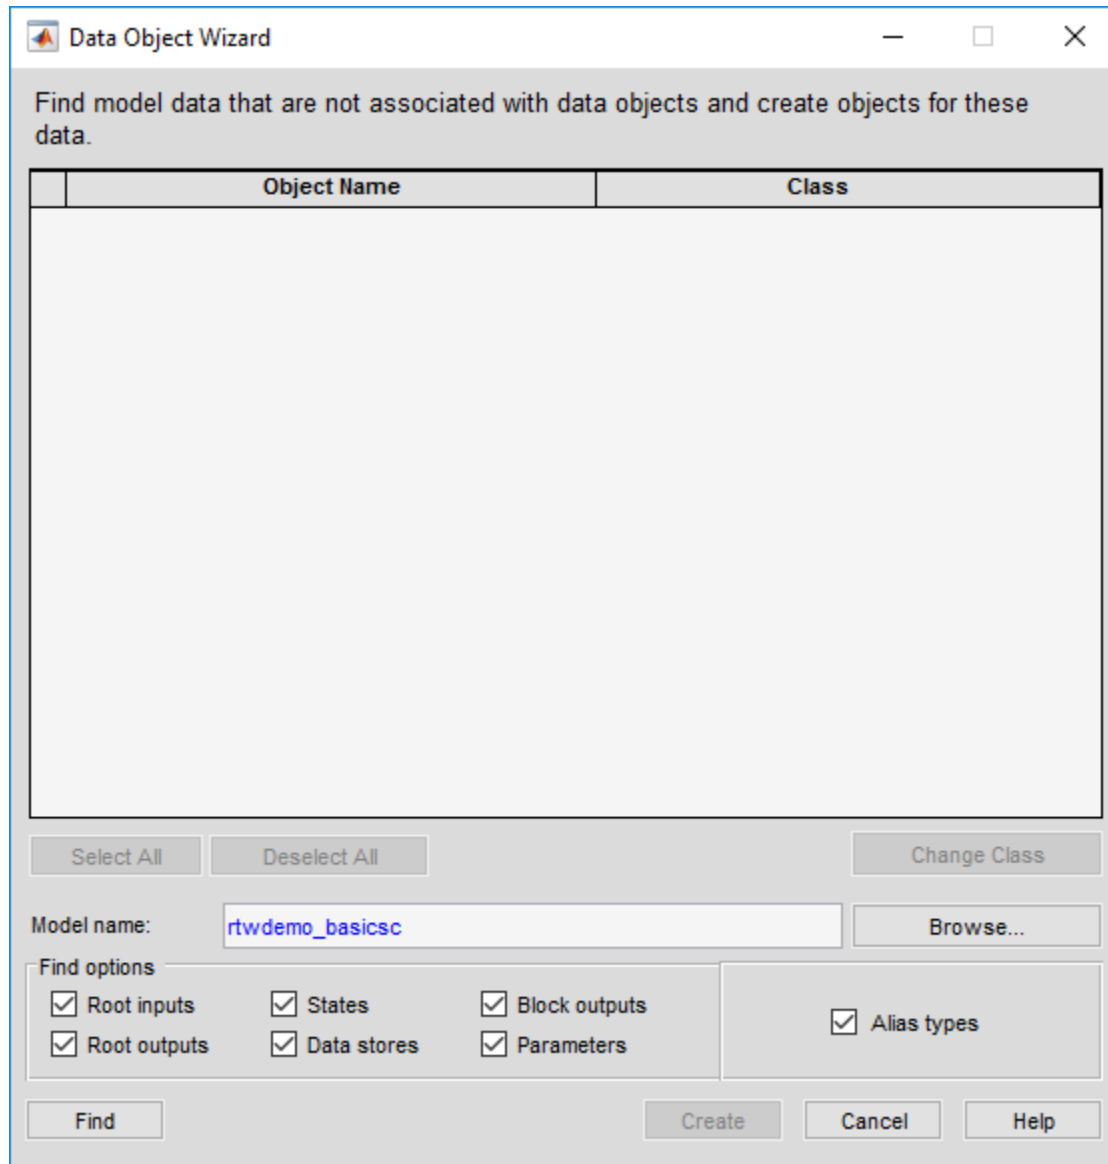 Data Object Wizard
Find model data that are not associated with data objects and create objects for these
data.
Object Name Class
Select All Deselect All Change Class
Model name: rtwdemo_basicsc Browse...
Find options
Root inputs States Block outputs
Alias types
Root outputs Data stores Parameters
Find Create Cancel Help